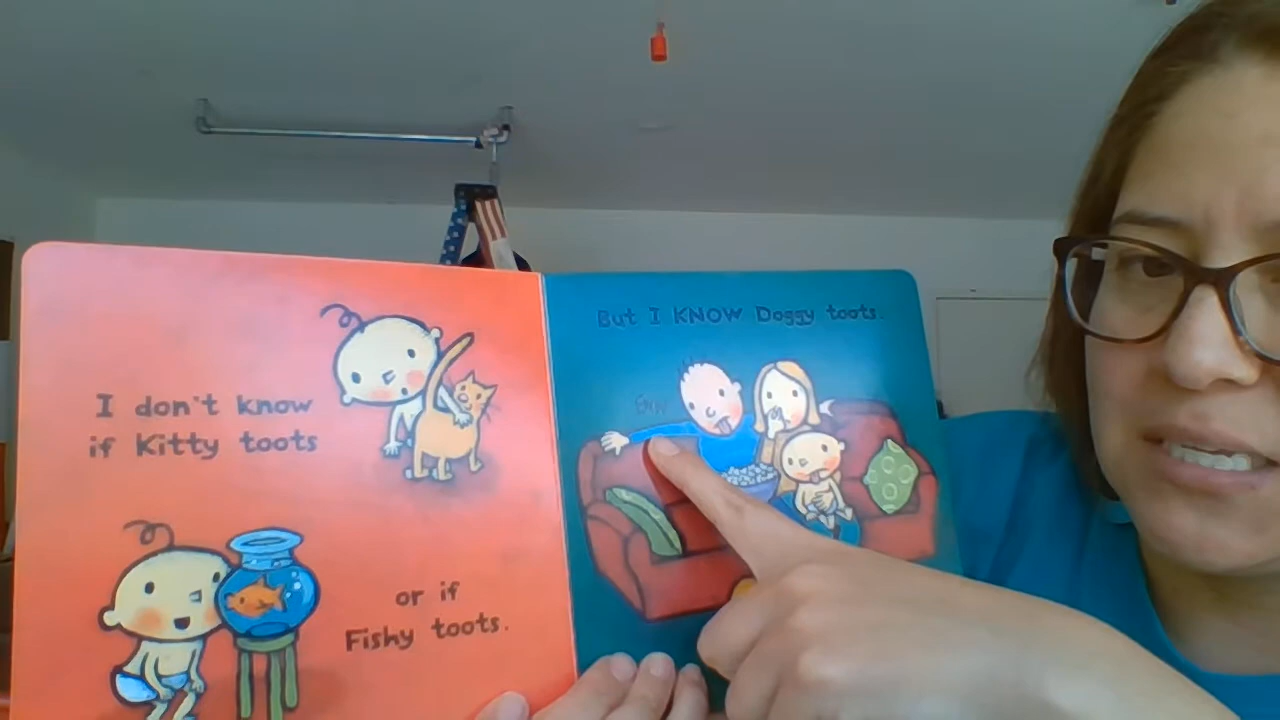 I don't know
if Kitty toots
or if
Fishy toots.
But I KNOW Doggy toots.